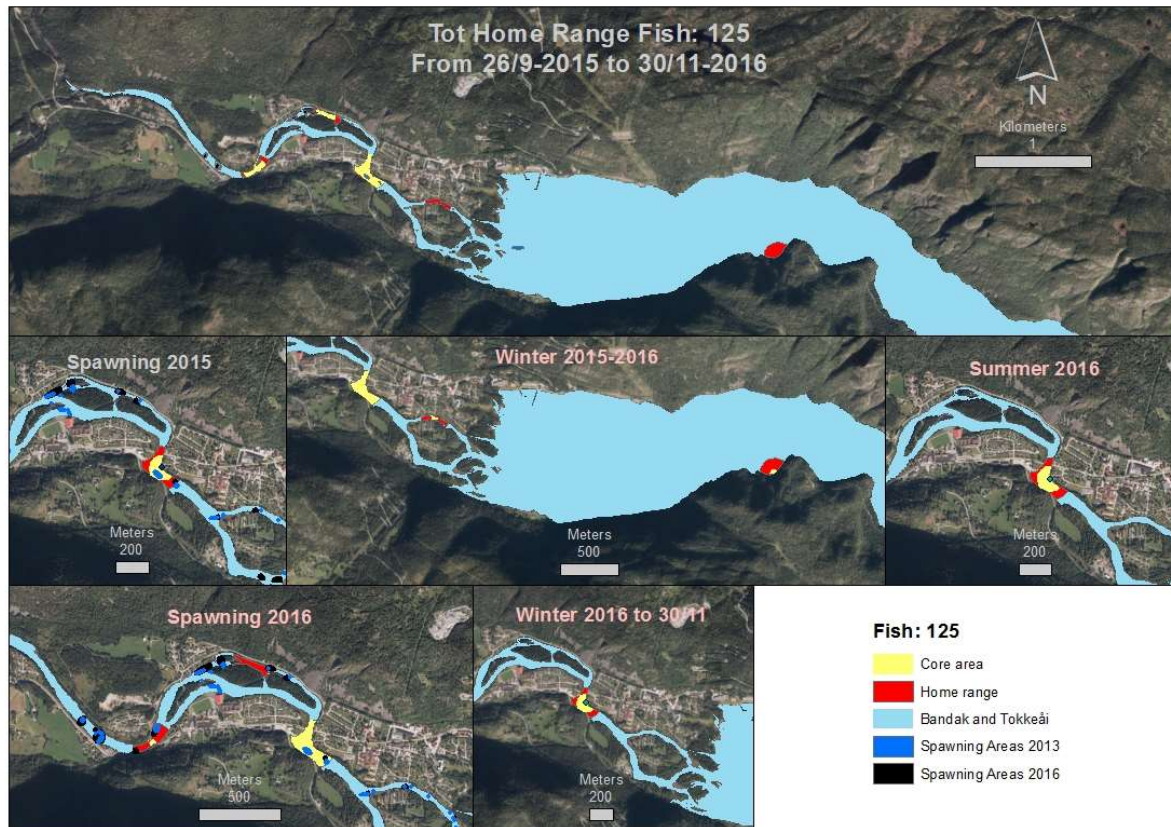 Tot Home Range Fish: 125
From 26/9-2015 to 30/11-2016
N
Kilometers
1
Spawning 2015
Meters
200
Winter 2015-2016
Meters
500
Summer 2016
Meters
200
Spawning 2016
Meters
500
Winter 2016 to 30/11
Meters
200
Fish: 125
Core area
Home range
Bandak and Tokkeåi
Spawning Areas 2013
Spawning Areas 2016